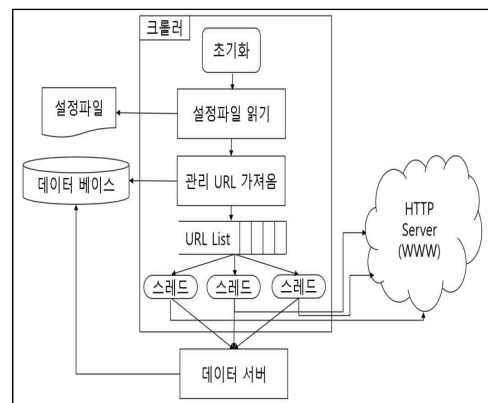 크롤러
초기화
설정파일
설정파일 읽기
데이터 베이스
관리 URL 가져옴
URL List
HTTP
Server
(WWW)
스레드
스레드
스레드
데이터 서버